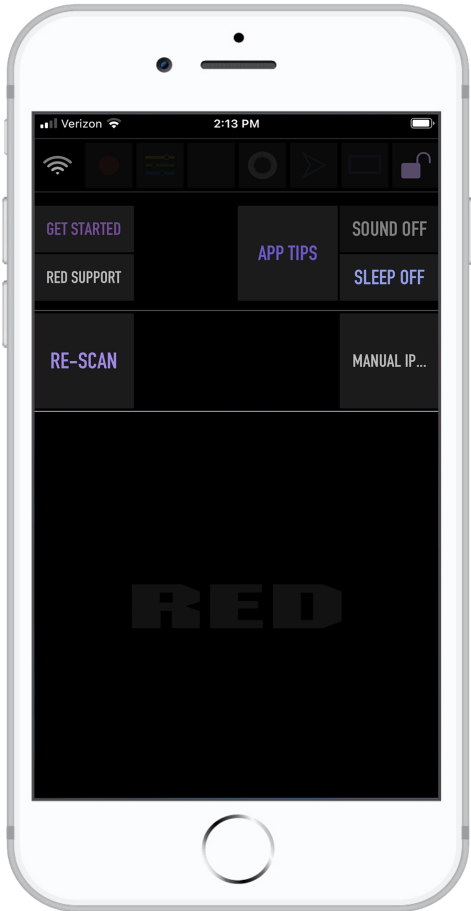 Verizon 2:13 PM
GET STARTED
APP TIPS
SOUND OFF
RED SUPPORT
SLEEP OFF
RE-SCAN
MANUAL IP...
RED